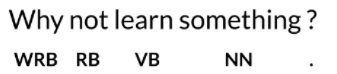 Why not learn something ?
WRB RB VB NN .